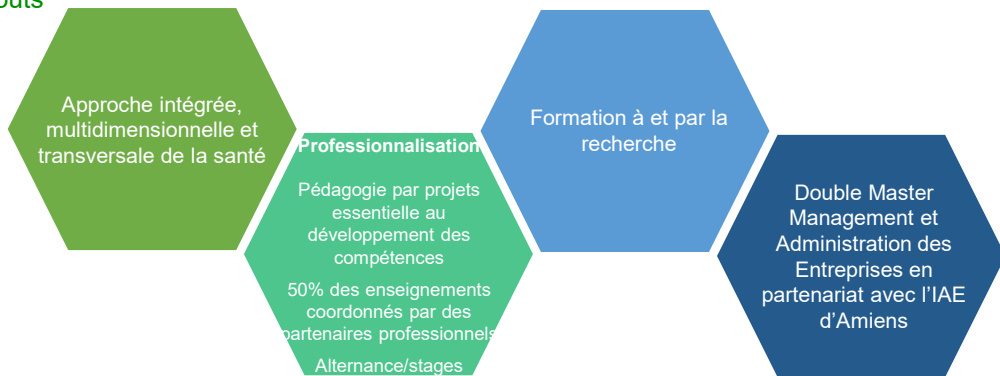 Approche intégrée,
multidimensionnelle et
transversale de la santé
Professionnalisation
Pédagogie par projets
essentielle au
développement des
compétences
50% des enseignements
coordonnés par des
partenaires professionnels
Alternance/stages
Formation à et par la
recherche
Double Master
Management et
Administration des
Entreprises en
partenariat avec l'IAE
d'Amiens